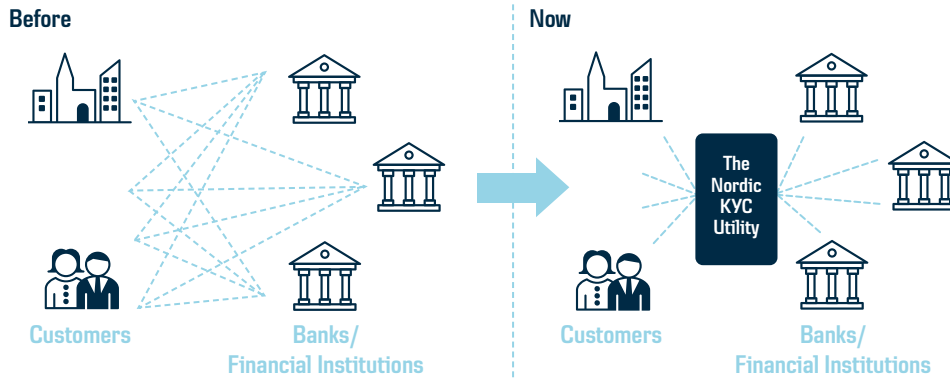 Before
Now
The
Nordic
KYC
Utility
Customers
Banks/
Financial Institutions
Customers
Banks/
Financial Institutions